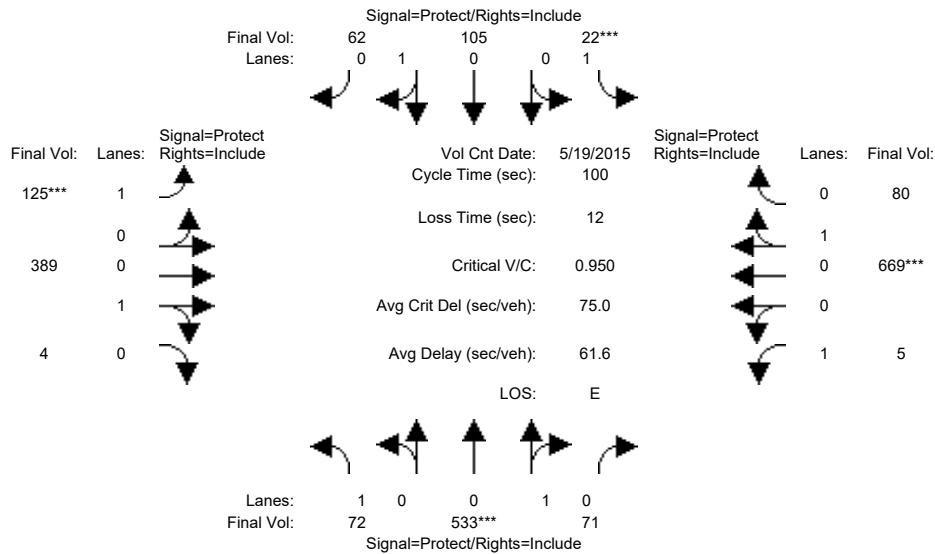 Signal=Protect/Rights=Include
Final Vol: 62 105 22***
Lanes: 0 1 0 0 1
Signal=Protect
Final Vol: Lanes: Rights=Include
Vol Cnt Date: 5/19/2015
Signal=Protect
Rights=Include Lanes: Final Vol:
Cycle Time (sec): 100
125*** 1
0 80
Loss Time (sec): 12
0
1
389 0
Critical V/C: 0.950
0 669***
1
Avg Crit Del (sec/veh): 75.0
0
4 0
Avg Delay (sec/veh): 61.6
1 5
LOS: E
Lanes: 1 0 0 1 0
Final Vol: 72 533*** 71
Signal=Protect/Rights=Include